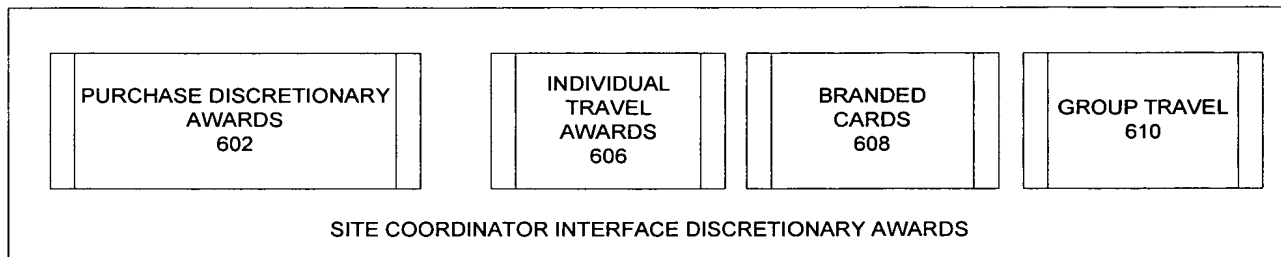 PURCHASE DISCRETIONARY
AWARDS
602
INDIVIDUAL
TRAVEL
AWARDS
606
BRANDED
CARDS
608
GROUP TRAVEL
610
SITE COORDINATOR INTERFACE DISCRETIONARY AWARDS